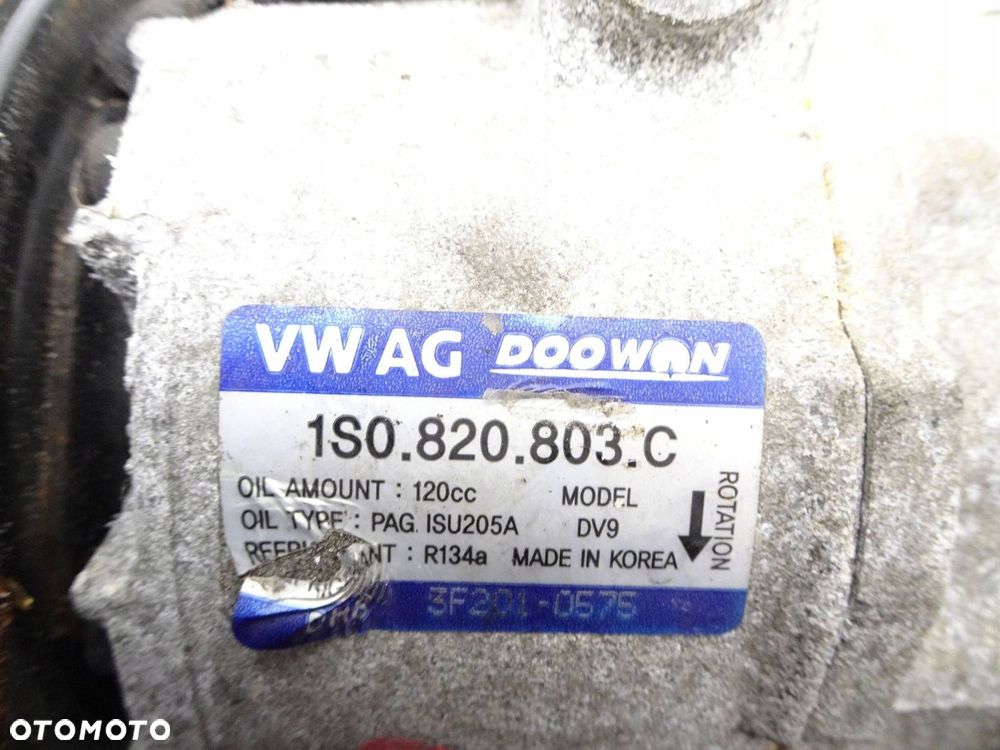 VW AG DOOWON
1S0.820.803.C
OIL AMOUNT : 120cc MODEL
OIL TYPE : PAG. ISU205A DV9
: R134a MADE IN KOREA
ROTATION
3F201-0575
OTOMOTO
OTOMOTO